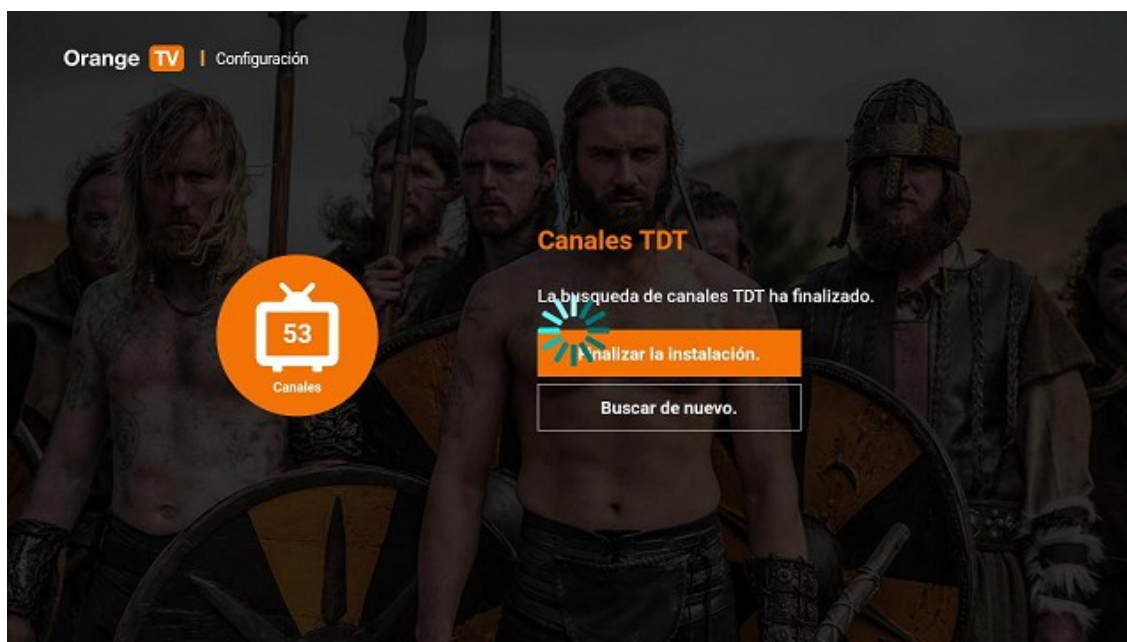 Orange TV | Configuración
Canales TDT
La busqueda de canales TDT ha finalizado.
53
Canales
Finalizar la instalación.
Buscar de nuevo.